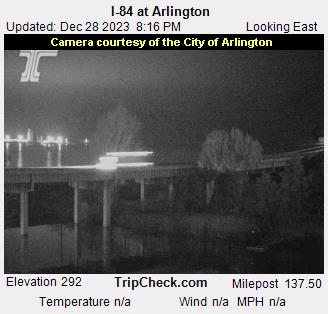 I-84 at Arlington
Updated: Dec 28 2023 8:16 PM Looking East
Camera courtesy of the City of Arlington
Elevation 292 TripCheck.com Milepost 137.50
Temperature n/a Wind n/a MPH n/a